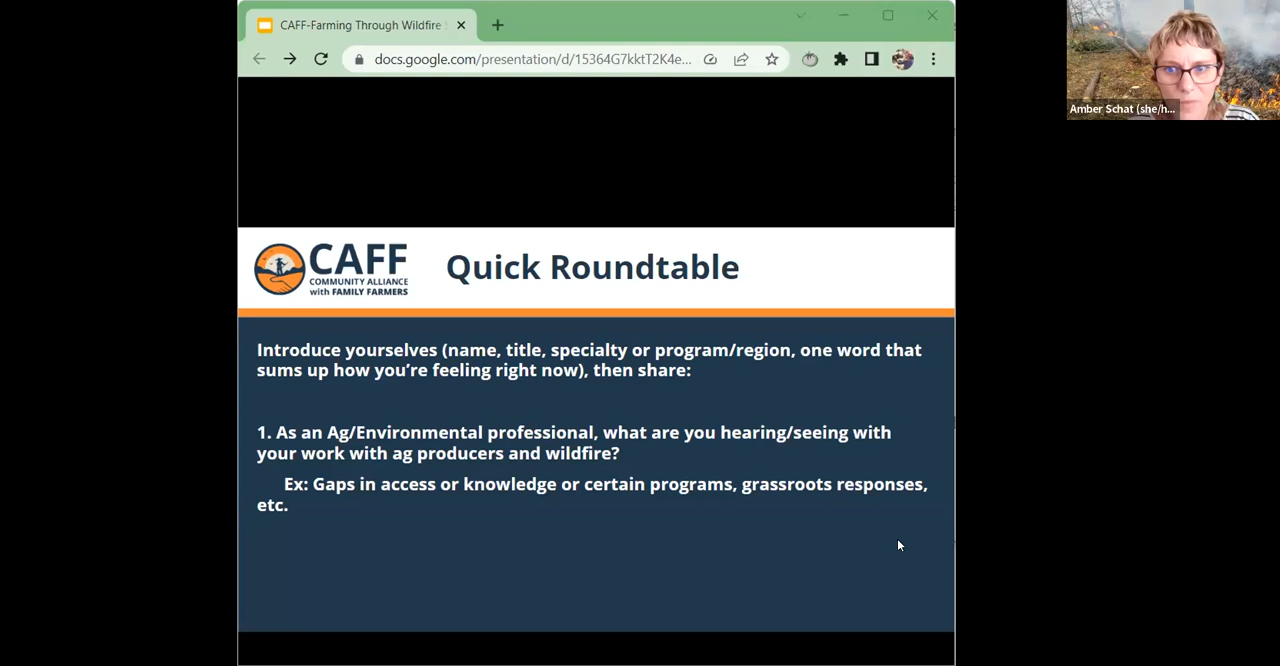 CAFF-Farming Through Wildfire
docs.google.com/presentation/d/15364G7kktT2K4e...
Amber Schat (she/h...
CAFF
COMMUNITY ALLIANCE
with FAMILY FARMERS
Quick Roundtable
Introduce yourselves (name, title, specialty or program/region, one word that
sums up how you're feeling right now), then share:
1. As an Ag/Environmental professional, what are you hearing/seeing with
your work with ag producers and wildfire?
Ex: Gaps in access or knowledge or certain programs, grassroots responses,
etc.